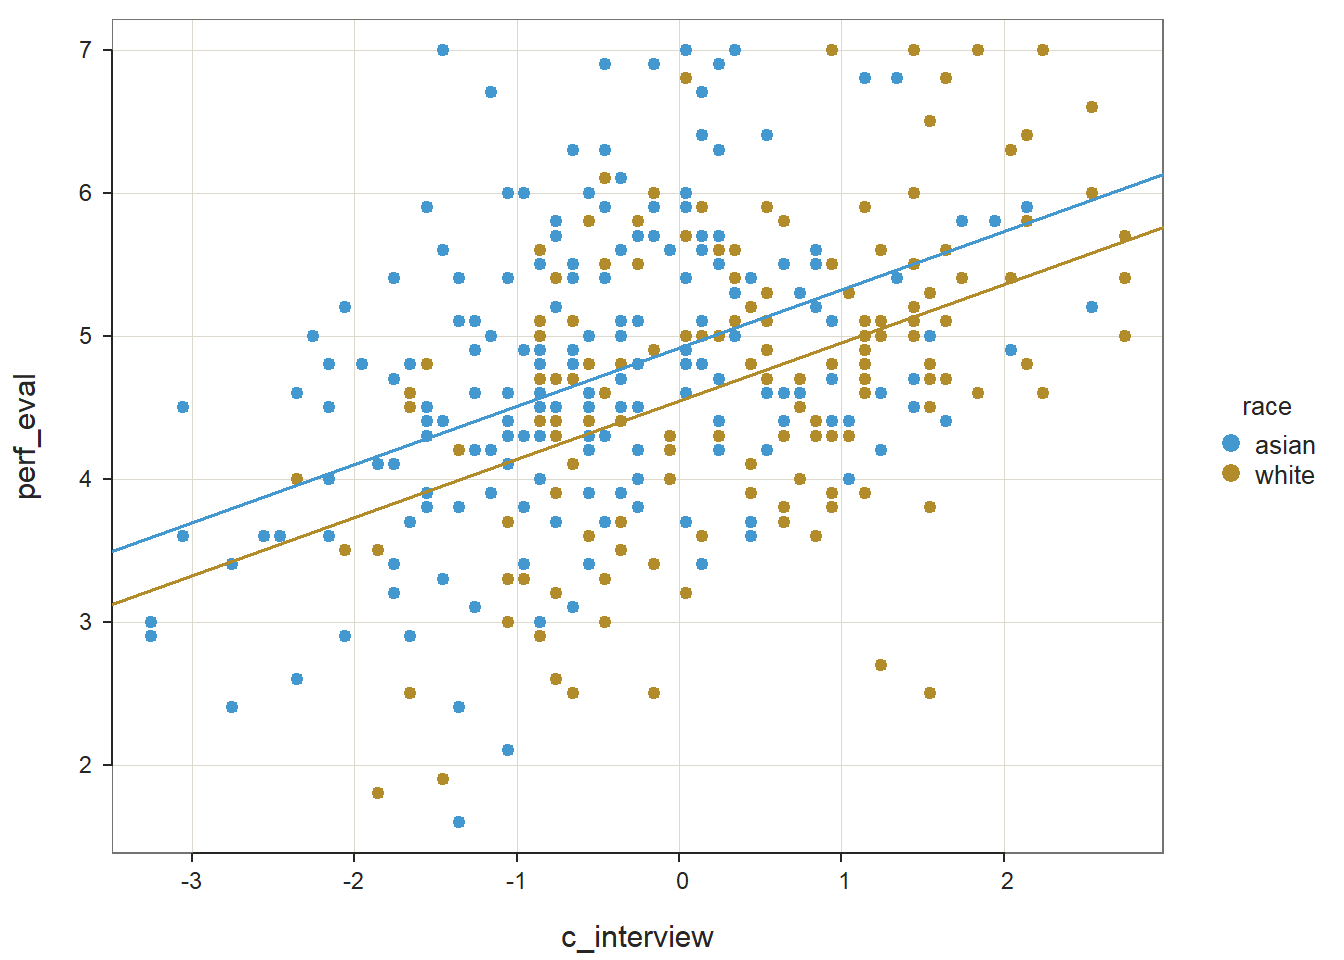 7
6
5
4
3
2
perf_eval
-3 -2 -1 0 1 2
c_interview
race
asian
white